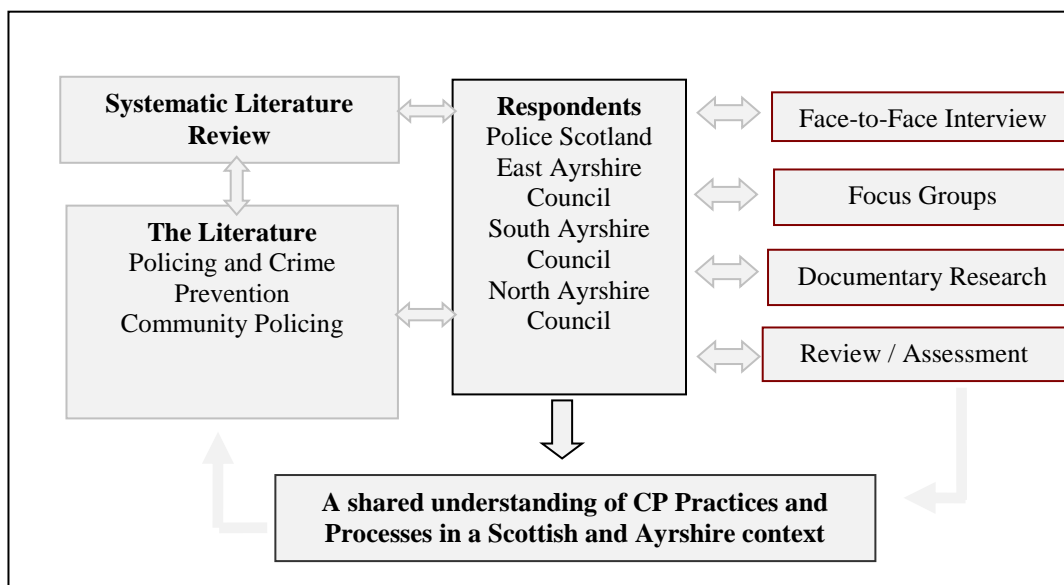 Systematic Literature
Review
The Literature
Policing and Crime
Prevention
Community Policing
Respondents
Police Scotland
East Ayrshire
Council
South Ayrshire
Council
North Ayrshire
Council
Face-to-Face Interview
Focus Groups
Documentary Research
Review / Assessment
A shared understanding of CP Practices and
Processes in a Scottish and Ayrshire context